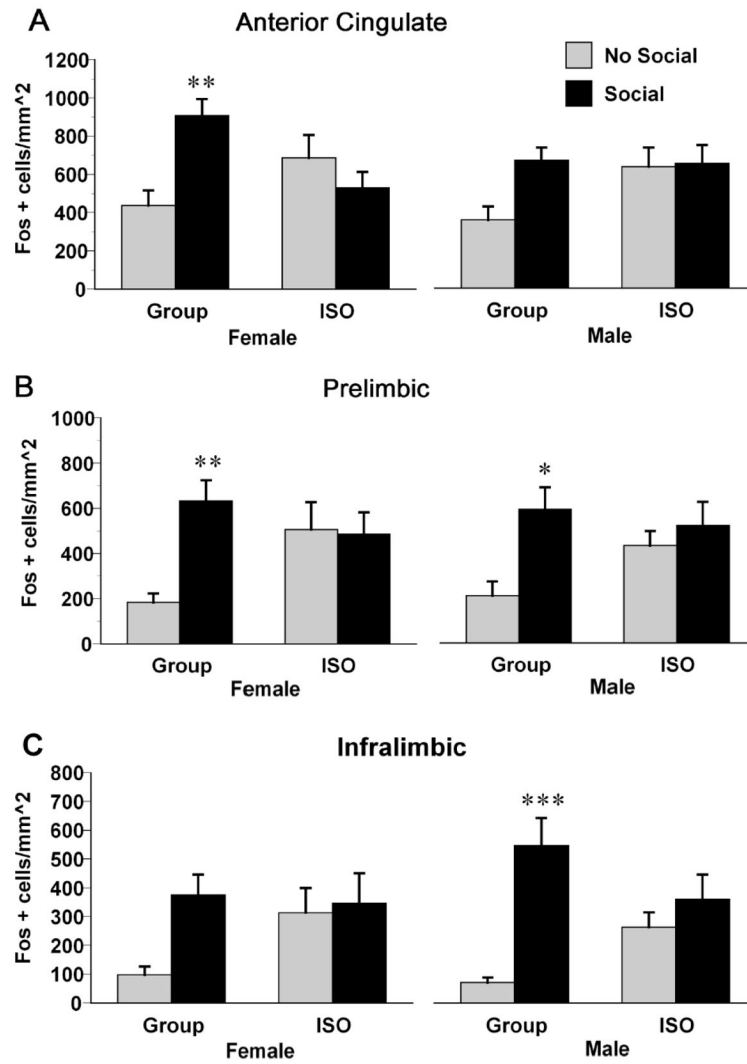 A
Anterior Cingulate
No Social
Social
Fos + cells/mm^2
1200
1000
800
600
400
200
0
**
Group
ISO
Group
ISO
Female
Male
B
Prelimbic
Fos + cells/mm^2
1000
800
600
400
200
0
**
*
Group
ISO
Group
ISO
Female
Male
C
Infralimbic
Fos + cells/mm^2
800
700
600
500
400
300
200
100
0
***
Group
ISO
Group
ISO
Female
Male